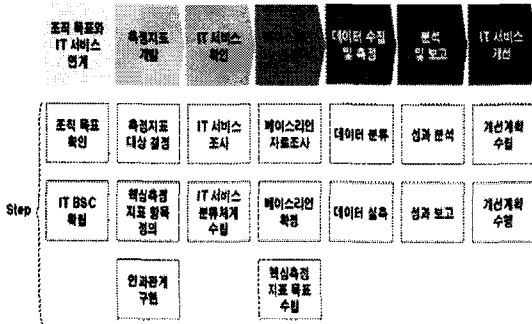 조직 목표와
IT 서비스
연계
측정지표
개발
IT 서비스
확인
데이터 수집
및 측정
분석
및 보고
IT 서비스
개선
조직 목표
확인
측정지표
대상 결정
IT 서비스
조사
베이스라인
자료조사
데이터 분류
성과 분석
개선계획
수립
Step
IT BSC
확립
핵심측정
지표 항목
정의
IT 서비스
분류체계
수립
베이스라인
확정
데이터 실측
성과 보고
개선계획
수행
인과관계
구현
핵심측정
지표 목표
수립